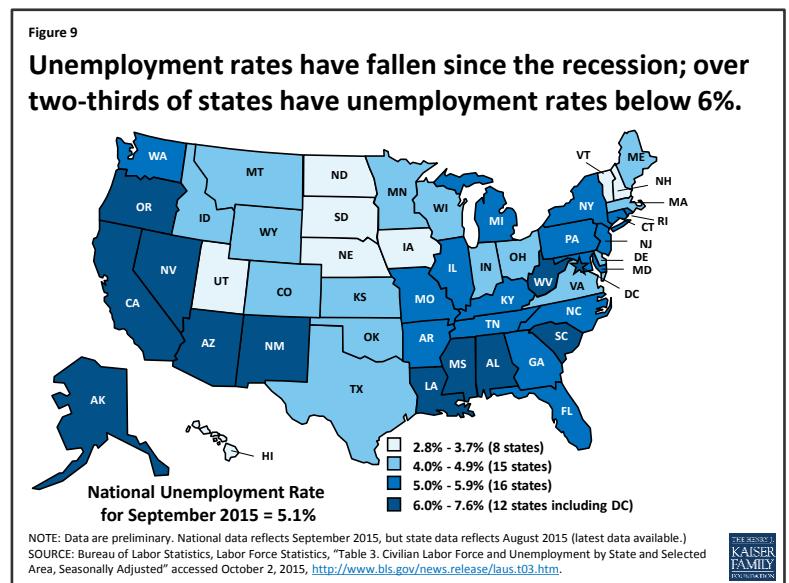 Figure 9
Unemployment rates have fallen since the recession; over
two-thirds of states have unemployment rates below 6%.
WA
MT
ND
MN
VT
ME
NH
OR
ID
SD
WI
MI
NY
MA
WY
RI
CT
NE
IA
PA
NJ
NV
UT
IL
IN
OH
DE
MD
CO
WV
VA
DC
CA
KS
MO
KY
NC
TN
OK
AR
SC
AZ
NM
MS
AL
GA
TX
LA
AK
FL
HI
2.8% - 3.7% (8 states)
4.0% - 4.9% (15 states)
5.0% - 5.9% (16 states)
6.0% - 7.6% (12 states including DC)
National Unemployment Rate
for September 2015 = 5.1%
NOTE: Data are preliminary. National data reflects September 2015, but state data reflects August 2015 (latest data available.)
SOURCE: Bureau of Labor Statistics, Labor Force Statistics, “Table 3. Civilian Labor Force and Unemployment by State and Selected
Area, Seasonally Adjusted” accessed October 2, 2015, http://www.bls.gov/news.release/laus.t03.htm.
THE HENRY J.
KAISER
FAMILY
FOUNDATION